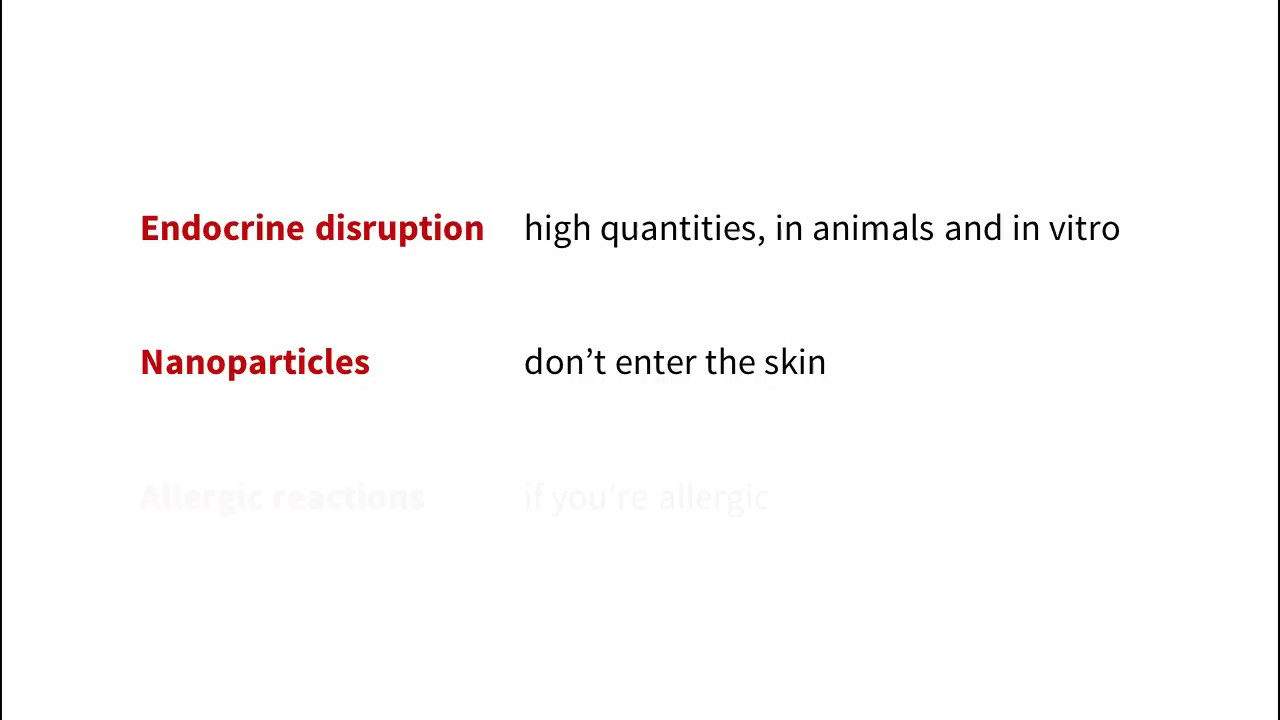 Endocrine disruption high quantities, in animals and in vitro
Nanoparticles don’t enter the skin
Allergic reactions if you’re allergic